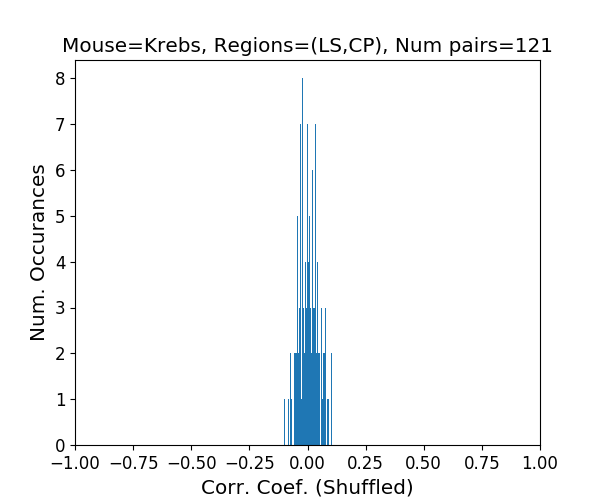 Mouse=Krebs, Regions=(LS,CP), Num pairs=121
8
7
6
5
4
3
2
1
0
Num. Occurances
−1.00 −0.75 −0.50 −0.25 0.00 0.25 0.50 0.75 1.00
Corr. Coef. (Shuffled)